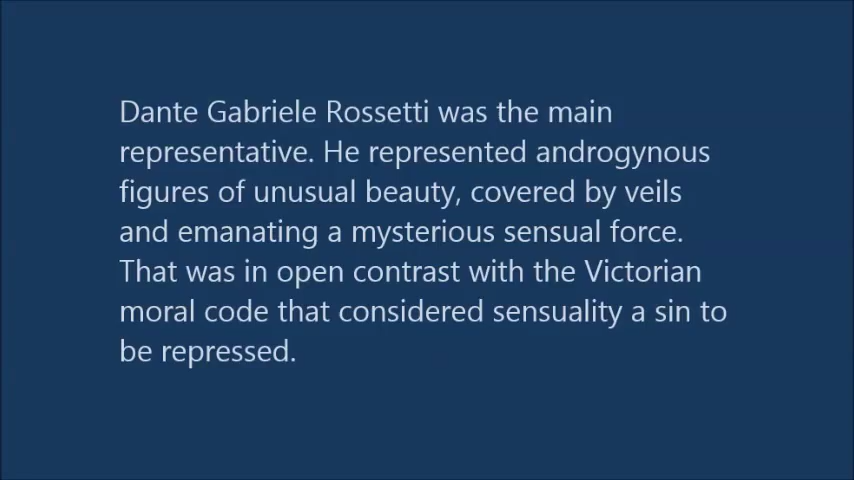 Dante Gabriele Rossetti was the main
representative. He represented androgynous
figures of unusual beauty, covered by veils
and emanating a mysterious sensual force.
That was in open contrast with the Victorian
moral code that considered sensuality a sin to
be repressed.